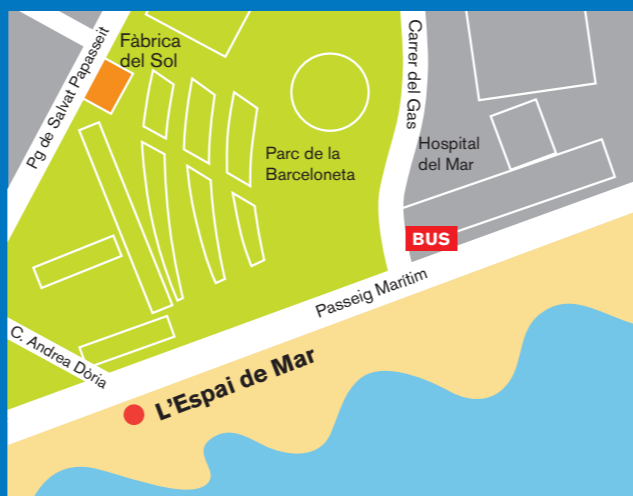 Fàbrica
del Sol
Pg de Salvat Papasseit
Carrer del Gas
Parc de la
Barceloneta
Hospital
del Mar
BUS
Passeig Marítim
C. Andrea Dòria
L'Espai de Mar